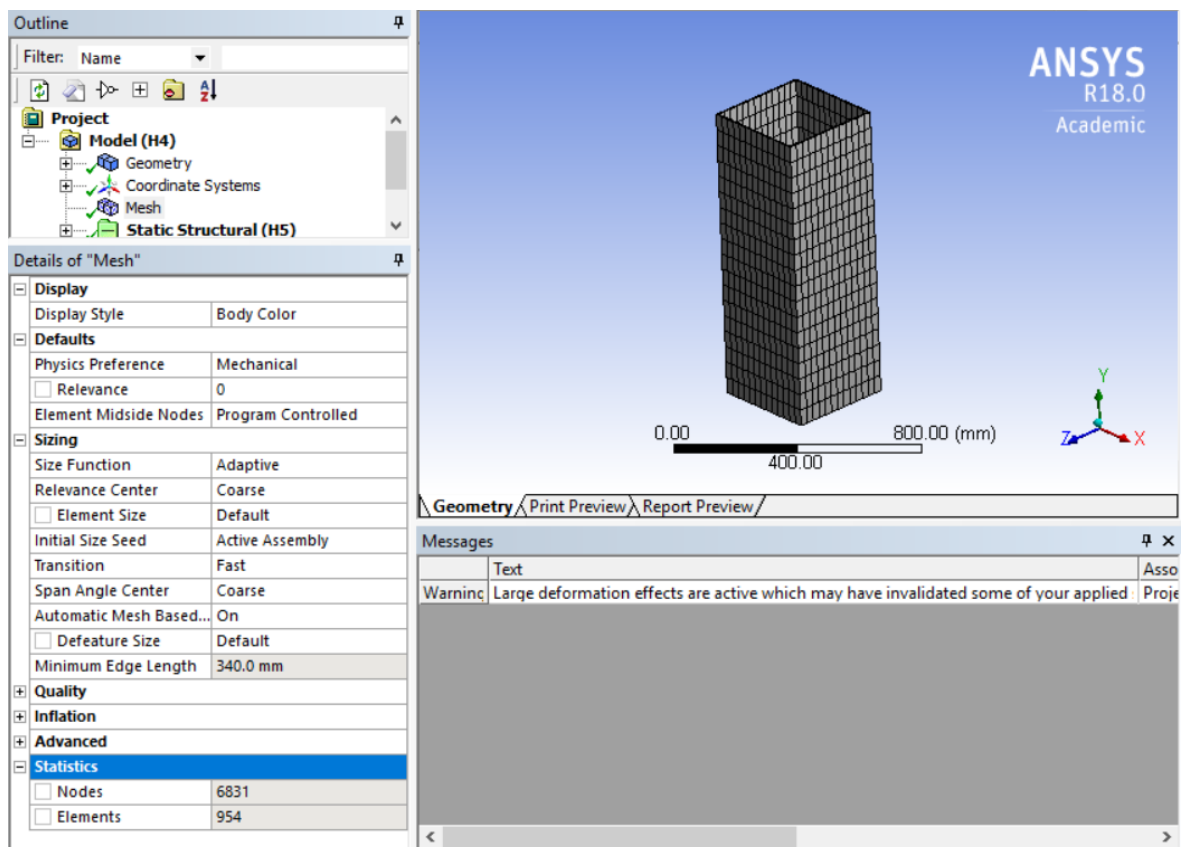 Outline
Filter: Name
Project
Model (H4)
Geometry
Coordinate Systems
Mesh
Static Structural (H5)
Details of "Mesh"
Display
Display Style Body Color
Defaults
Physics Preference Mechanical
Relevance 0
Element Midside Nodes Program Controlled
Sizing
Size Function Adaptive
Relevance Center Coarse
Element Size Default
Initial Size Seed Active Assembly
Transition Fast
Span Angle Center Coarse
Automatic Mesh Based... On
Defeature Size Default
Minimum Edge Length 340.0 mm
Quality
Inflation
Advanced
Statistics
Nodes 6831
Elements 954
ANSYS
R18.0
Academic
Y
Z X
0.00 800.00 (mm)
400.00
Geometry Print Preview Report Preview
Messages
Text Asso
Warning Large deformation effects are active which may have invalidated some of your applied Proje